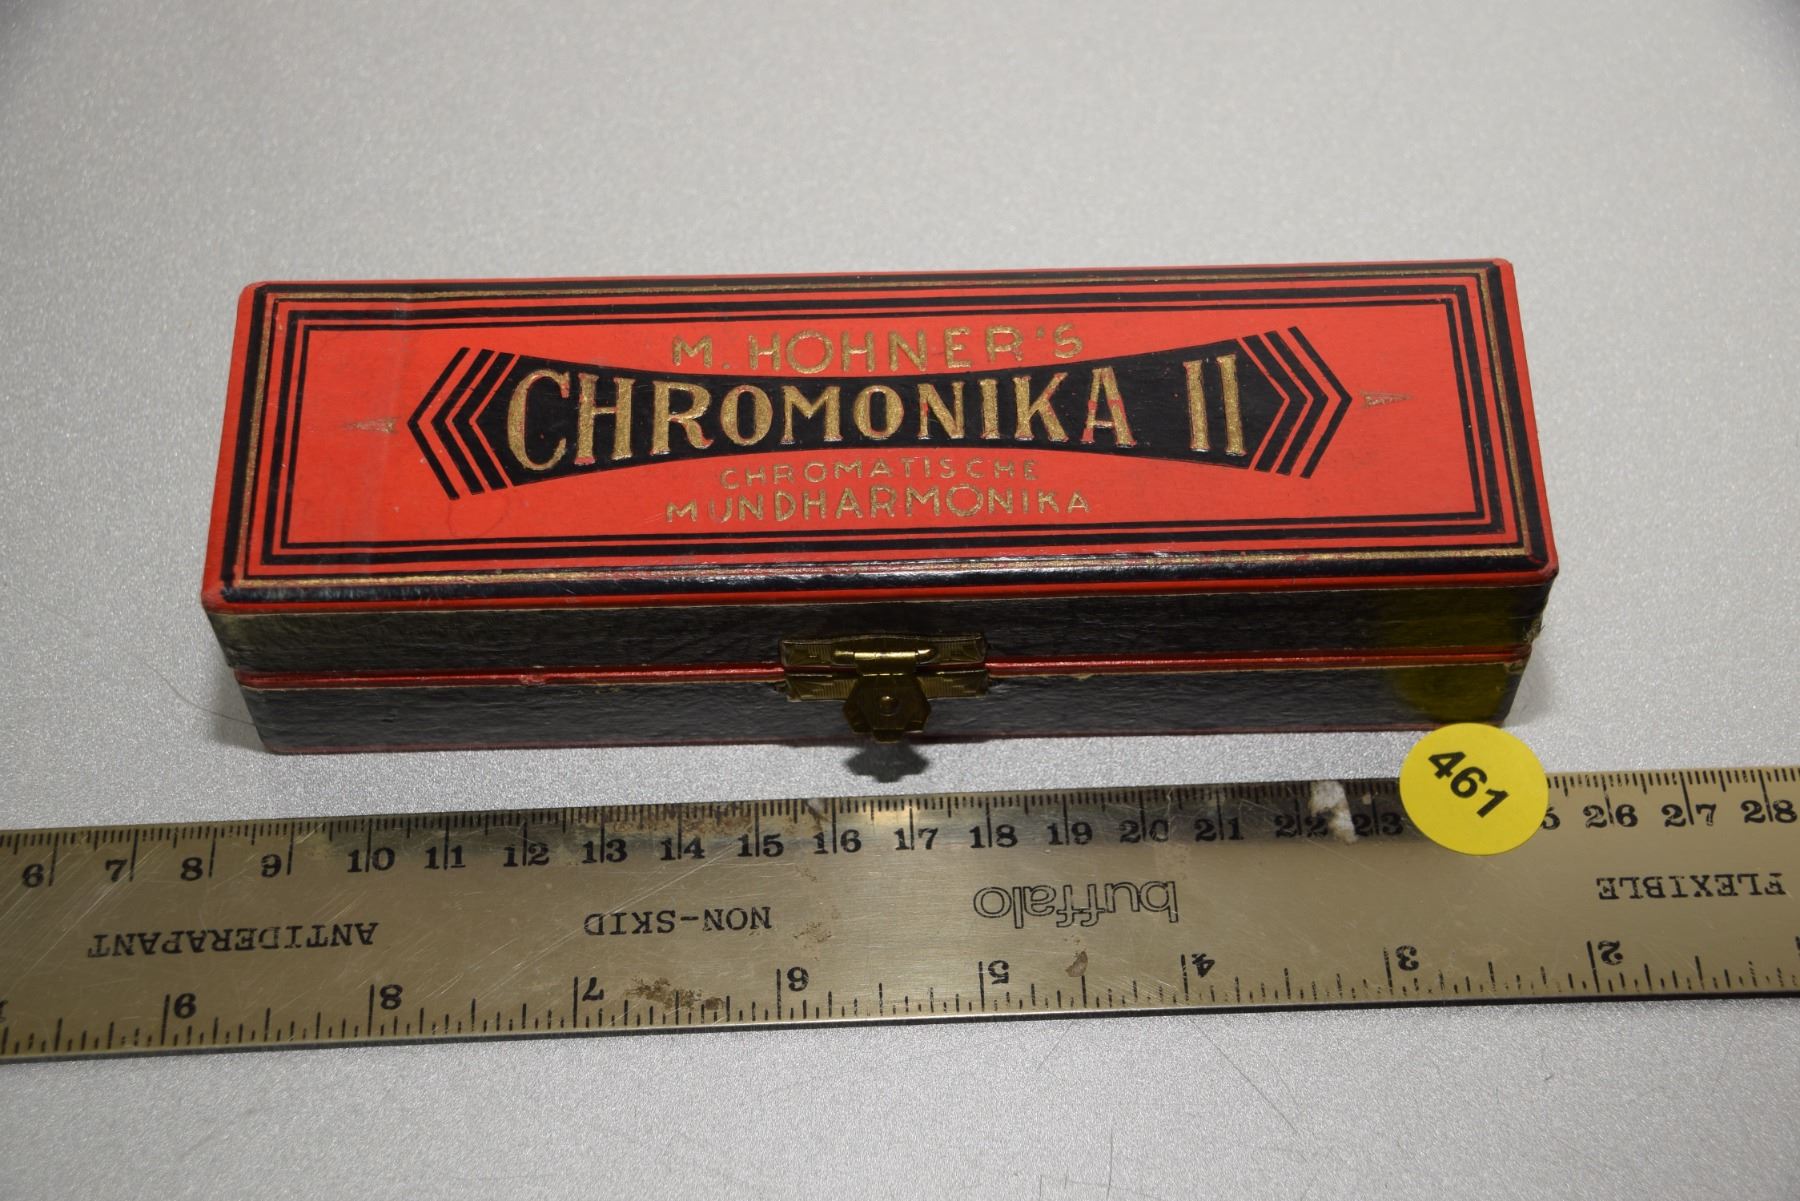 M. HOHNER'S
CHROMONIKA II
CHROMATISCHE
MUNDHARMONIKA
461
6 7 8 9 10 11 12 13 14 15 16 17 18 19 20 21 22 23 26 27 28
ANTIDERAPANT NON-SKID buffalo FLEXIBLE
9 8 7 6 5 4 3 2